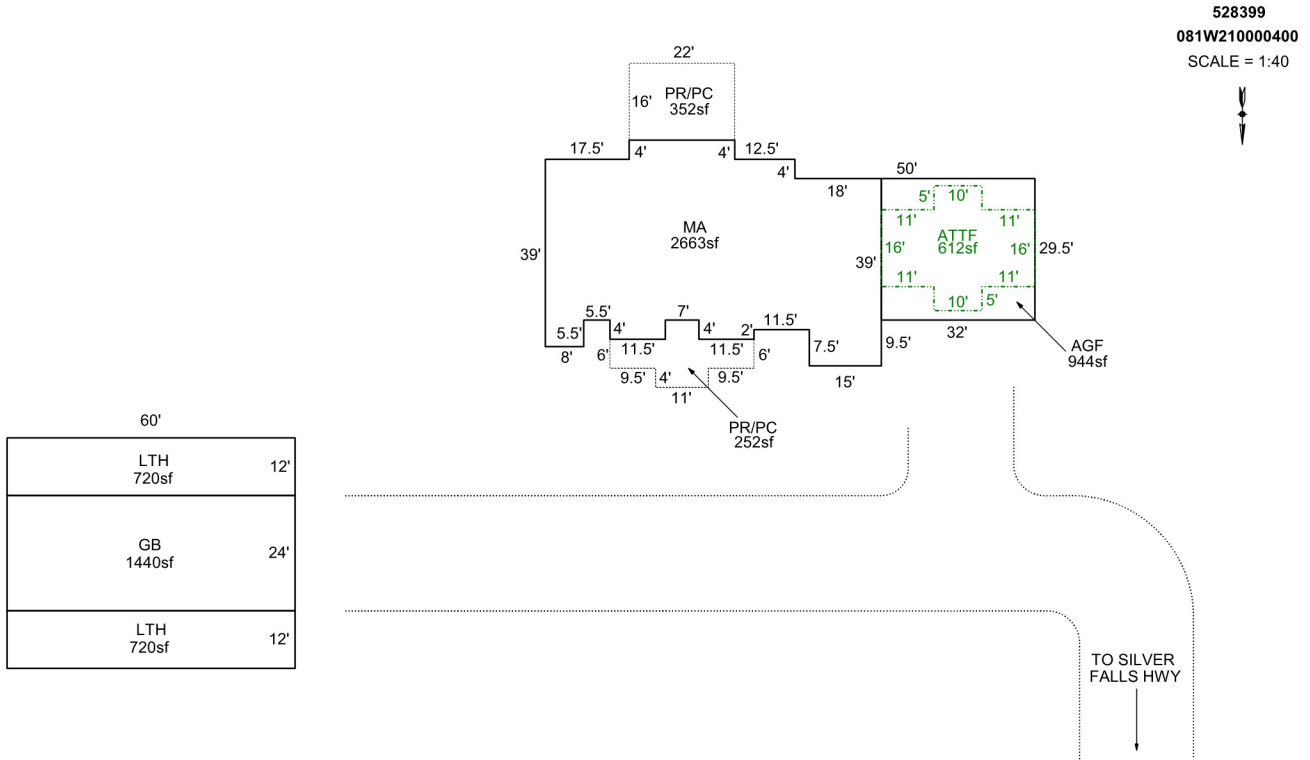 528399
081W210000400
SCALE = 1:40
22'
PR/PC
352sf
16'
17.5'
4'
4'
12.5'
4'
18'
50'
MA
2663sf
39'
39'
5'
10'
11'
11'
ATTF
612sf
16'
16'
29.5'
11'
11'
10'
5'
32'
9.5'
AGF
944sf
5.5'
5.5'
4'
7'
4'
2'
11.5'
7.5'
8'
6'
11.5'
11.5'
6'
9.5'
4'
9.5'
11'
15'
PR/PC
252sf
60'
LTH
720sf
12'
GB
1440sf
24'
LTH
720sf
12'
TO SILVER
FALLS HWY